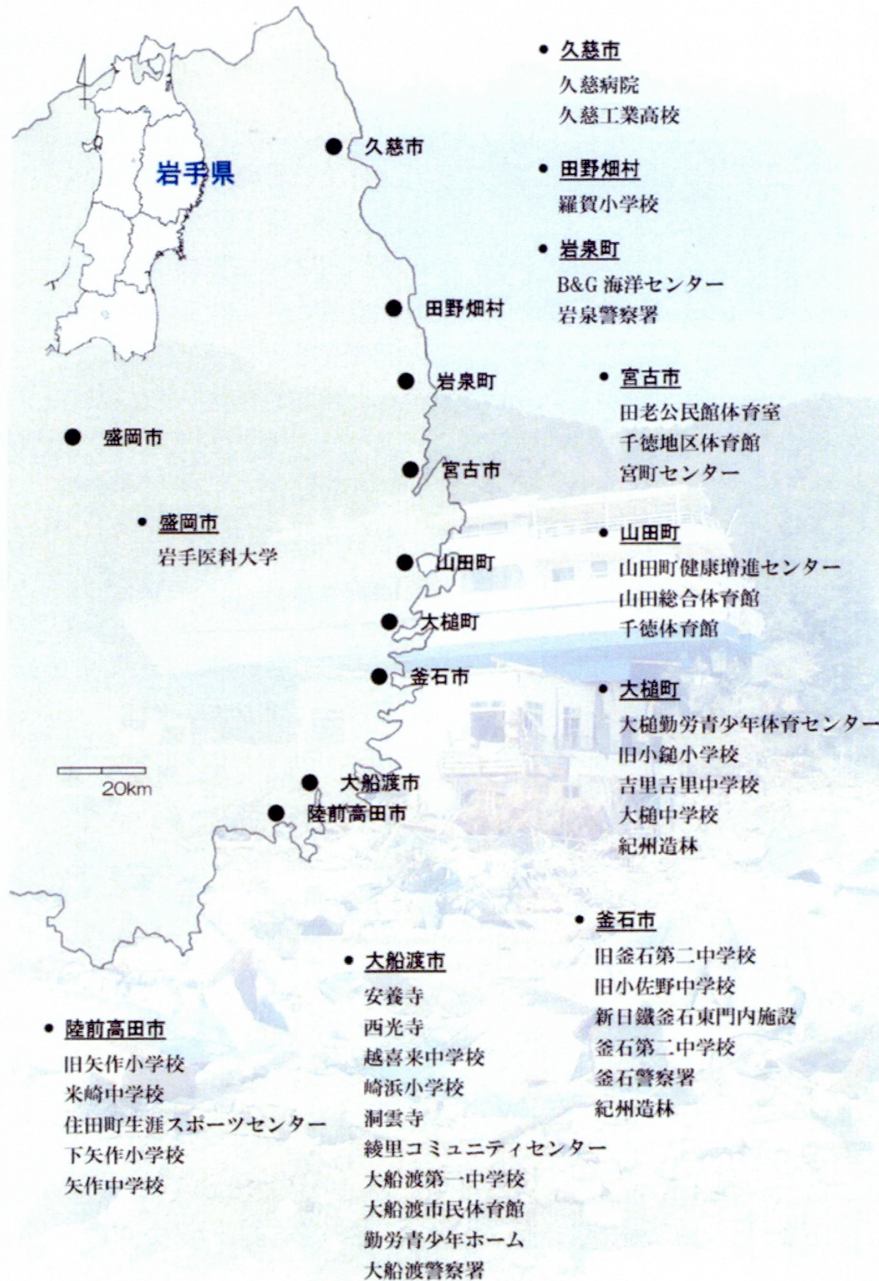 岩手県
久慈市
田野畑村
岩泉町
盛岡市
宮古市
山田町
大槌町
釜石市
大船渡市
陸前高田市
20km
• 久慈市
久慈病院
久慈工業高校
• 田野畑村
羅賀小学校
• 岩泉町
B&G 海洋センター
岩泉警察署
• 宮古市
田老公民館体育室
千徳地区体育館
宮町センター
• 盛岡市
岩手医科大学
• 山田町
山田町健康増進センター
山田総合体育館
千徳体育館
• 大槌町
大槌勤労青少年体育センター
旧小鎚小学校
吉里吉里中学校
大槌中学校
紀州造林
• 釜石市
旧釜石第二中学校
旧小佐野中学校
新日鐵釜石東門内施設
釜石第二中学校
釜石警察署
紀州造林
• 大船渡市
安養寺
西光寺
越喜来中学校
崎浜小学校
洞雲寺
綾里コミュニティセンター
大船渡第一中学校
大船渡市民体育館
勤労青少年ホーム
大船渡警察署
• 陸前高田市
旧矢作小学校
米崎中学校
住田町生涯スポーツセンター
下矢作小学校
矢作中学校